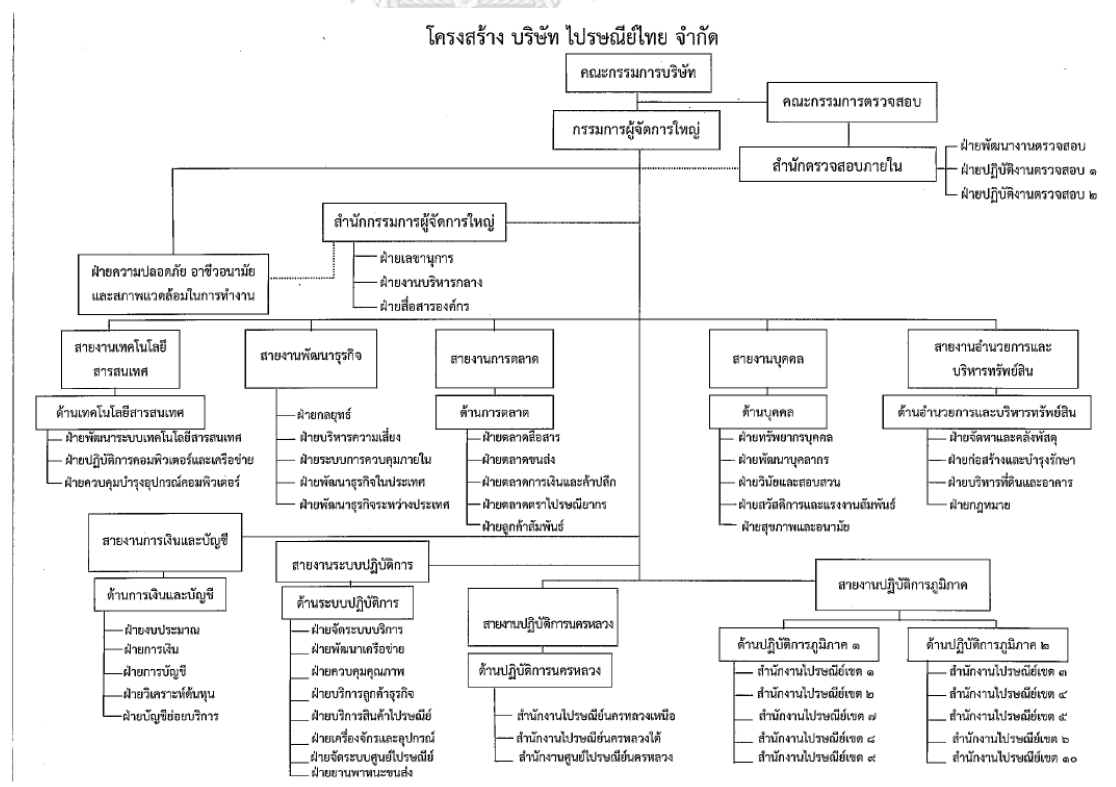 โครงสร้าง บริษัท ไปรษณีย์ไทย จำกัด
คณะกรรมการบริษัท
คณะกรรมการตรวจสอบ
กรรมการผู้จัดการใหญ่
สำนักตรวจสอบภายใน
ฝ่ายพัฒนางานตรวจสอบ
ฝ่ายปฏิบัติงานตรวจสอบ ๑
ฝ่ายปฏิบัติงานตรวจสอบ ๒
สำนักกรรมการผู้จัดการใหญ่
ฝ่ายเลขานุการ
ฝ่ายงานบริหารกลาง
ฝ่ายสื่อสารองค์กร
ฝ่ายความปลอดภัย อาชีวอนามัย
และสภาพแวดล้อมในการทำงาน
สายงานเทคโนโลยี
สารสนเทศ
ด้านเทคโนโลยีสารสนเทศ
ฝ่ายพัฒนาระบบเทคโนโลยีสารสนเทศ
ฝ่ายปฏิบัติการคอมพิวเตอร์และเครือข่าย
ฝ่ายควบคุมบำรุงอุปกรณ์คอมพิวเตอร์
สายงานพัฒนาธุรกิจ
ฝ่ายกลยุทธ์
ฝ่ายบริหารความเสี่ยง
ฝ่ายระบบการควบคุมภายใน
ฝ่ายพัฒนาธุรกิจในประเทศ
ฝ่ายพัฒนาธุรกิจระหว่างประเทศ
สายงานการตลาด
ด้านการตลาด
ฝ่ายตลาดสื่อสาร
ฝ่ายตลาดขนส่ง
ฝ่ายตลาดการเงินและค้าปลีก
ฝ่ายตลาดตราไปรษณียากร
ฝ่ายลูกค้าสัมพันธ์
สายงานบุคคล
ด้านบุคคล
ฝ่ายทรัพยากรบุคคล
ฝ่ายพัฒนาบุคลากร
ฝ่ายวินัยและสอบสวน
ฝ่ายสวัสดิการและแรงงานสัมพันธ์
ฝ่ายสุขภาพและอนามัย
สายงานอำนวยการและ
บริหารทรัพย์สิน
ด้านอำนวยการและบริหารทรัพย์สิน
ฝ่ายจัดหาและคลังพัสดุ
ฝ่ายก่อสร้างและบำรุงรักษา
ฝ่ายบริหารที่ดินและอาคาร
ฝ่ายกฎหมาย
สายงานการเงินและบัญชี
ด้านการเงินและบัญชี
ฝ่ายงบประมาณ
ฝ่ายการเงิน
ฝ่ายการบัญชี
ฝ่ายวิเคราะห์ต้นทุน
ฝ่ายบัญชีย่อยบริการ
สายงานระบบปฏิบัติการ
ด้านระบบปฏิบัติการ
ฝ่ายจัดระบบบริการ
ฝ่ายพัฒนาเครือข่าย
ฝ่ายควบคุมคุณภาพ
ฝ่ายบริการลูกค้าธุรกิจ
ฝ่ายบริการสินค้าไปรษณีย์
ฝ่ายเครื่องจักรและอุปกรณ์
ฝ่ายจัดระบบศูนย์ไปรษณีย์
ฝ่ายยานพาหนะขนส่ง
สายงานปฏิบัติการนครหลวง
ด้านปฏิบัติการนครหลวง
สำนักงานไปรษณีย์นครหลวงเหนือ
สำนักงานไปรษณีย์นครหลวงใต้
สำนักงานศูนย์ไปรษณีย์นครหลวง
สายงานปฏิบัติการภูมิภาค
ด้านปฏิบัติการภูมิภาค ๑
สำนักงานไปรษณีย์เขต ๑
สำนักงานไปรษณีย์เขต ๒
สำนักงานไปรษณีย์เขต ๗
สำนักงานไปรษณีย์เขต ๘
สำนักงานไปรษณีย์เขต ๙
ด้านปฏิบัติการภูมิภาค ๒
สำนักงานไปรษณีย์เขต ๓
สำนักงานไปรษณีย์เขต ๔
สำนักงานไปรษณีย์เขต ๕
สำนักงานไปรษณีย์เขต ๖
สำนักงานไปรษณีย์เขต ๑๐